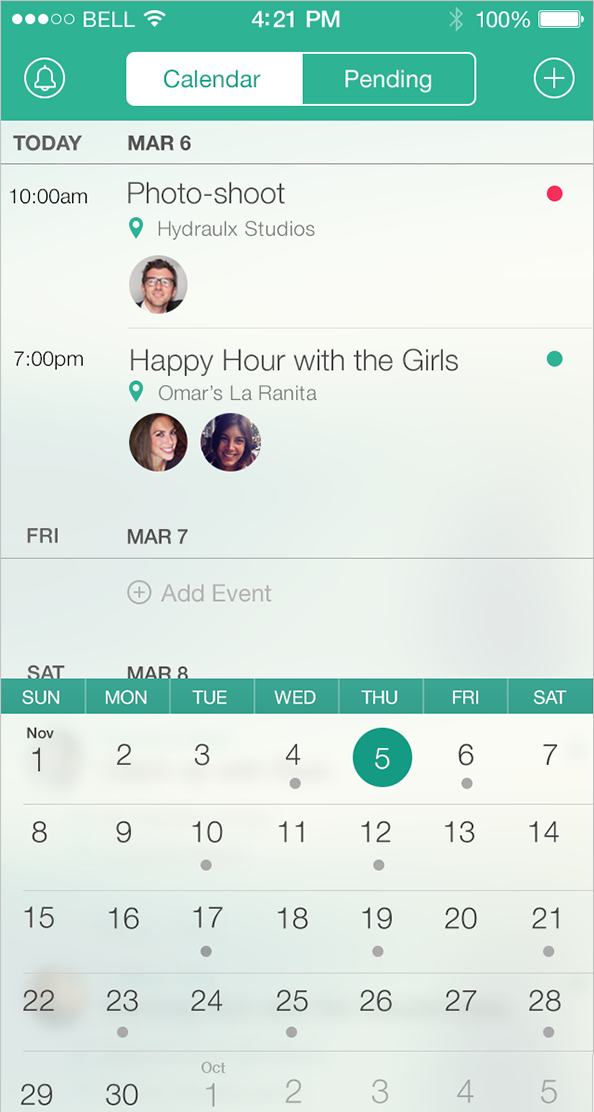 BELL 4:21 PM 100%
Calendar Pending
TODAY MAR 6
10:00am Photo-shoot
Hydraulx Studios
7:00pm Happy Hour with the Girls
Omar's La Ranita
FRI MAR 7
Add Event
SAT MAR 8
SUN MON TUE WED THU FRI SAT
Nov
1 2 3 4 5 6 7
8 9 10 11 12 13 14
15 16 17 18 19 20 21
22 23 24 25 26 27 28
Oct
29 30 1 2 3 4 5